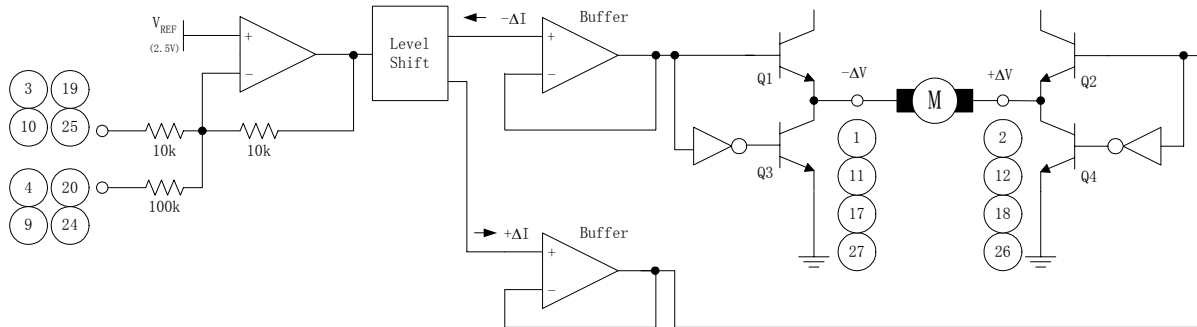 V_REF
(2.5V)
+
−
3
19
10
25
10k
10k
4
20
9
24
100k
Level
Shift
−ΔI
Buffer
+
−
+ΔI
Buffer
+
−
Q1
Q3
−ΔV
M
+ΔV
Q2
Q4
1
11
17
27
2
12
18
26